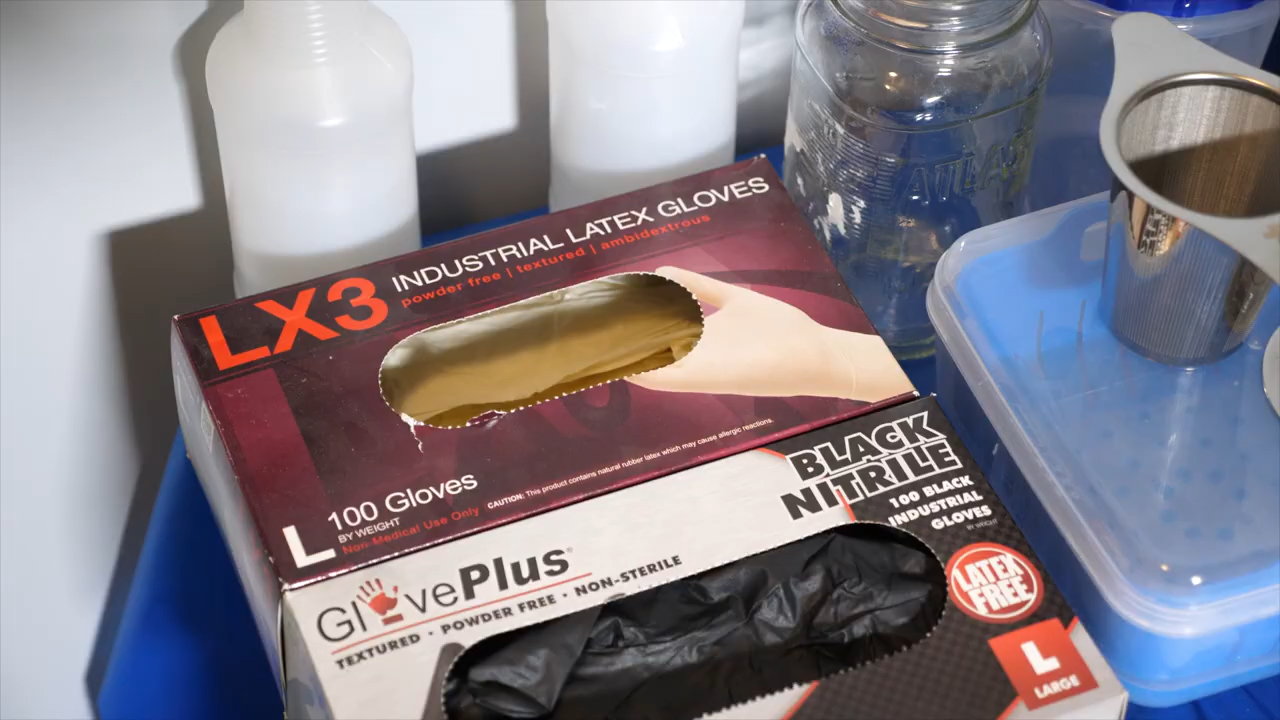 ATLAS
LX3 INDUSTRIAL LATEX GLOVES
powder free | textured | ambidextrous
L 100 Gloves
BY WEIGHT
Non-Medical Use Only
CAUTION: This product contains natural rubber latex which may cause allergic reactions.
BLACK
NITRILE
100 BLACK
INDUSTRIAL
GLOVES
BY WEIGHT
GlovePlus®
TEXTURED · POWDER FREE · NON-STERILE
LATEX
FREE
L
LARGE